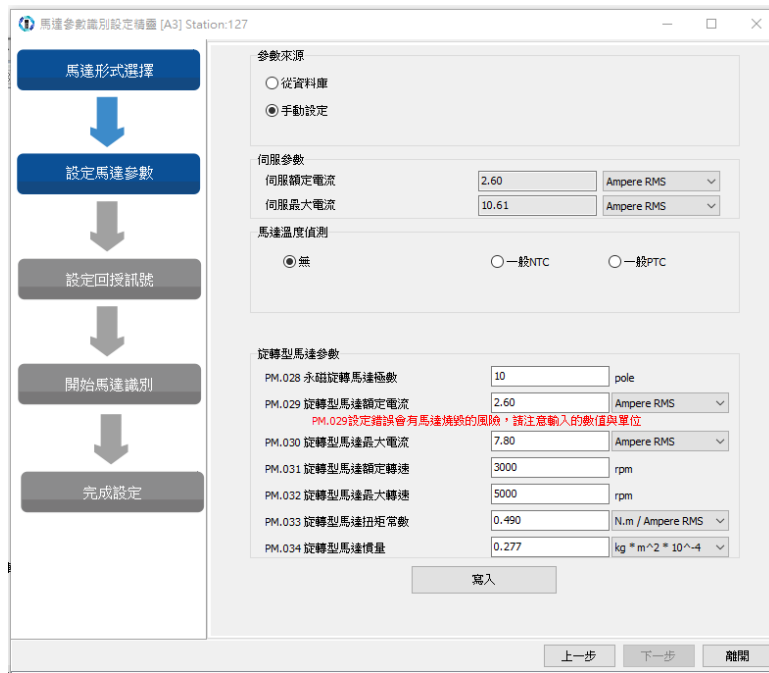 馬達參數識別設定精靈 [A3] Station:127
馬達形式選擇
設定馬達參數
設定回授訊號
開始馬達識別
完成設定
參數來源
從資料庫
手動設定
伺服參數
伺服額定電流 2.60 Ampere RMS
伺服最大電流 10.61 Ampere RMS
馬達溫度偵測
無 一般NTC 一般PTC
旋轉型馬達參數
PM.028 永磁旋轉馬達極數 10 pole
PM.029 旋轉型馬達額定電流 2.60 Ampere RMS
PM.029設定錯誤會有馬達燒毀的風險，請注意輸入的數值與單位
PM.030 旋轉型馬達最大電流 7.80 Ampere RMS
PM.031 旋轉型馬達額定轉速 3000 rpm
PM.032 旋轉型馬達最大轉速 5000 rpm
PM.033 旋轉型馬達扭矩常數 0.490 N.m / Ampere RMS
PM.034 旋轉型馬達慣量 0.277 kg * m^2 * 10^-4
寫入
上一步 下一步 離開